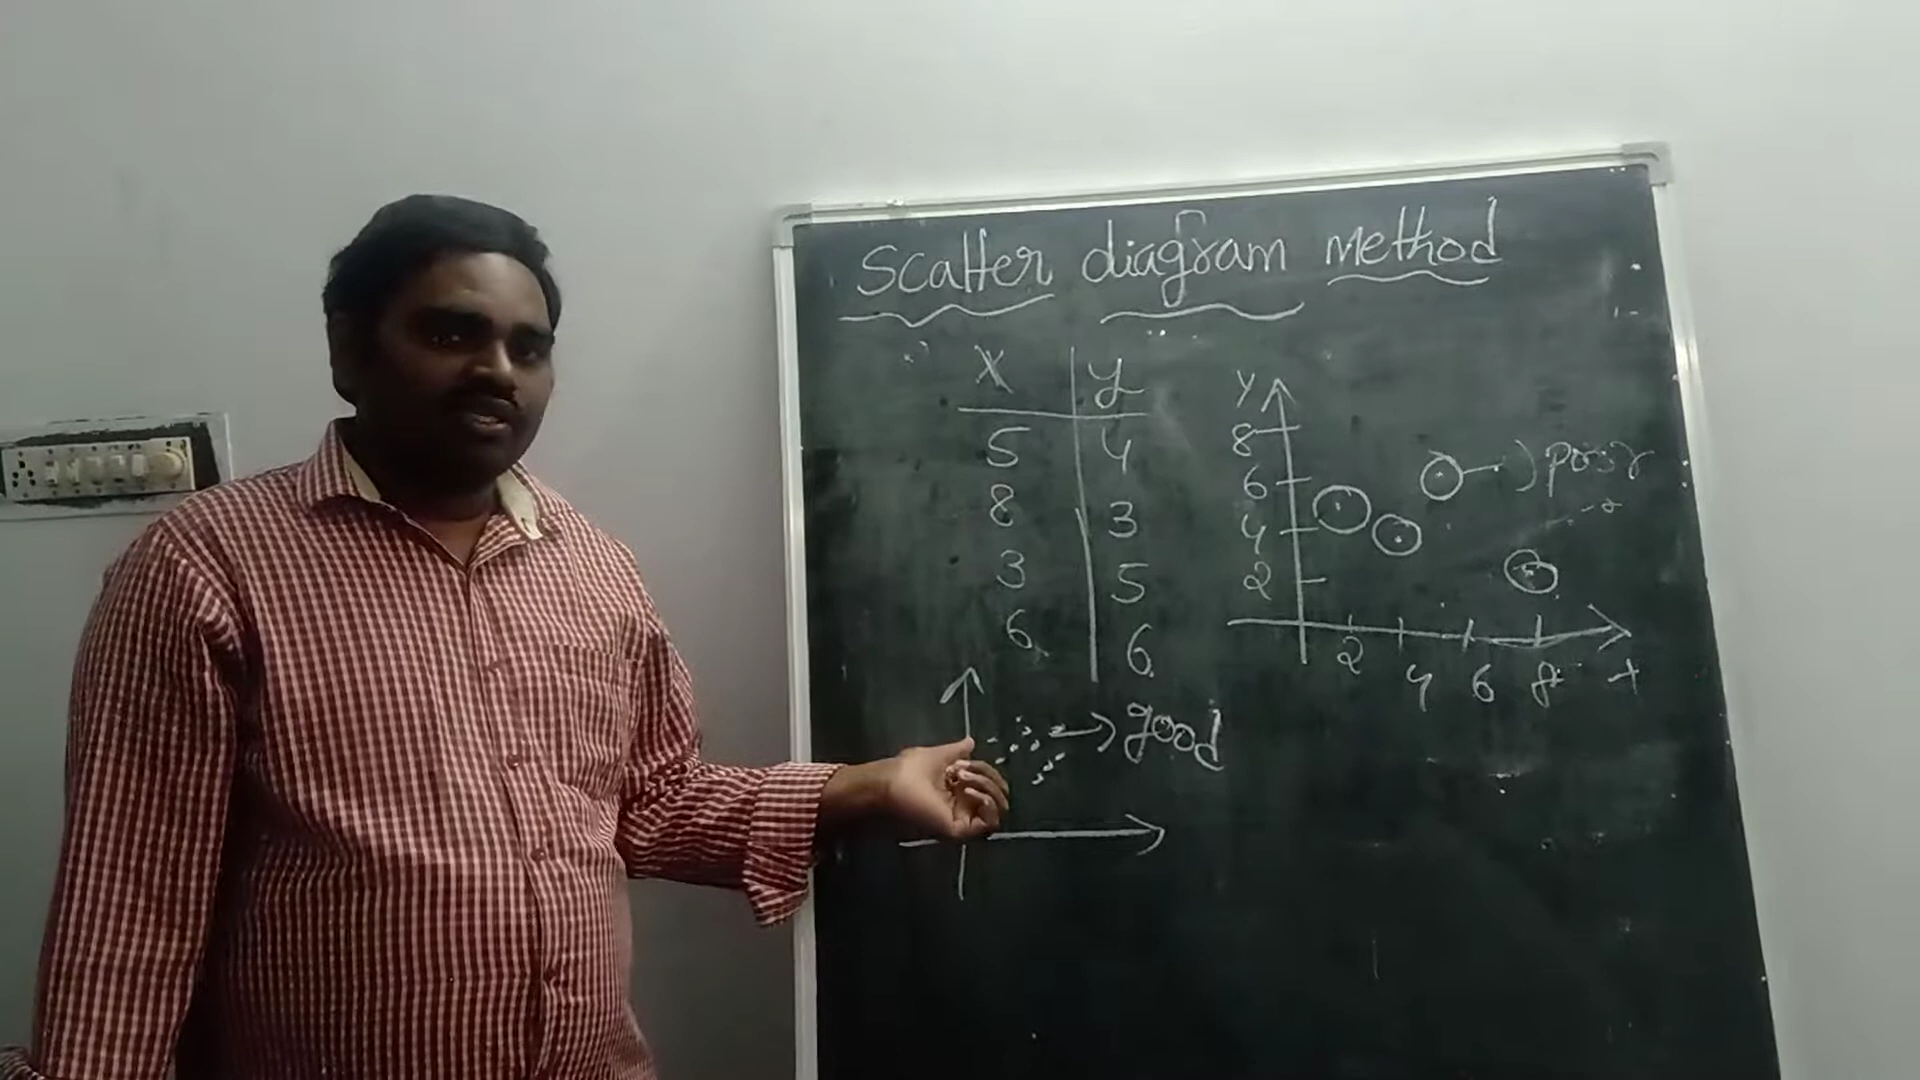 Scatter diagram method
X y
5 4
8 3
3 5
6 6
good
Y
8
6
4
2
2 4 6 8 +
poor